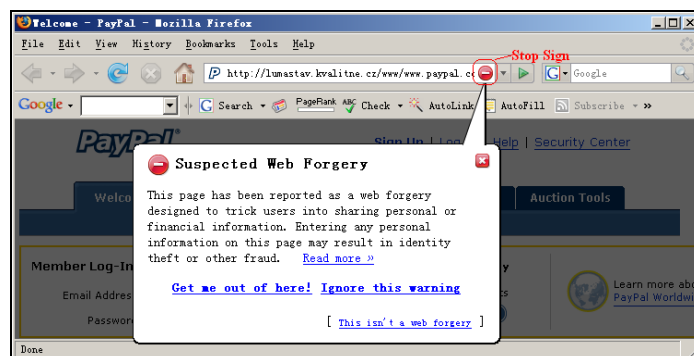 Welcome - PayPal - Mozilla Firefox
File Edit View History Bookmarks Tools Help
Stop Sign
http://lumastav.kvalitne.cz/www/www.paypal.c
G Google
Google G Search PageRank ABC Check AutoLink AutoFill Subscribe »
PayPal
Sign Up | Log | Help | Security Center
Welco
Auction Tools
Suspected Web Forgery
This page has been reported as a web forgery
designed to trick users into sharing personal or
financial information. Entering any personal
information on this page may result in identity
theft or other fraud. Read more »
Get me out of here! Ignore this warning
[ This isn't a web forgery ]
Member Log-In
Email Addres
Passwor
Learn more abo
PayPal Worldwi
Done